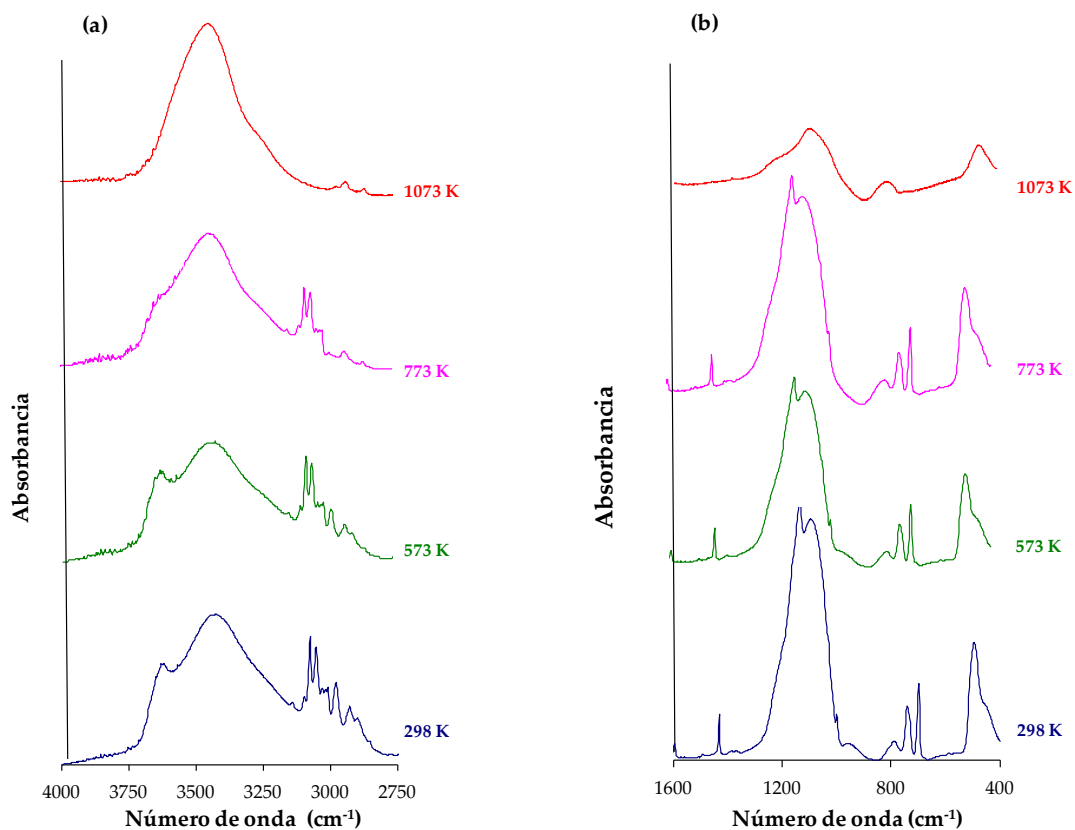 (a)
(b)
1073 K
773 K
573 K
298 K
4000
3500
3250
3000
2750
Número de onda (cm⁻¹)
Absorbancia
1073 K
773 K
573 K
298 K
1600
1200
800
400
Número de onda (cm⁻¹)
Absorbancia